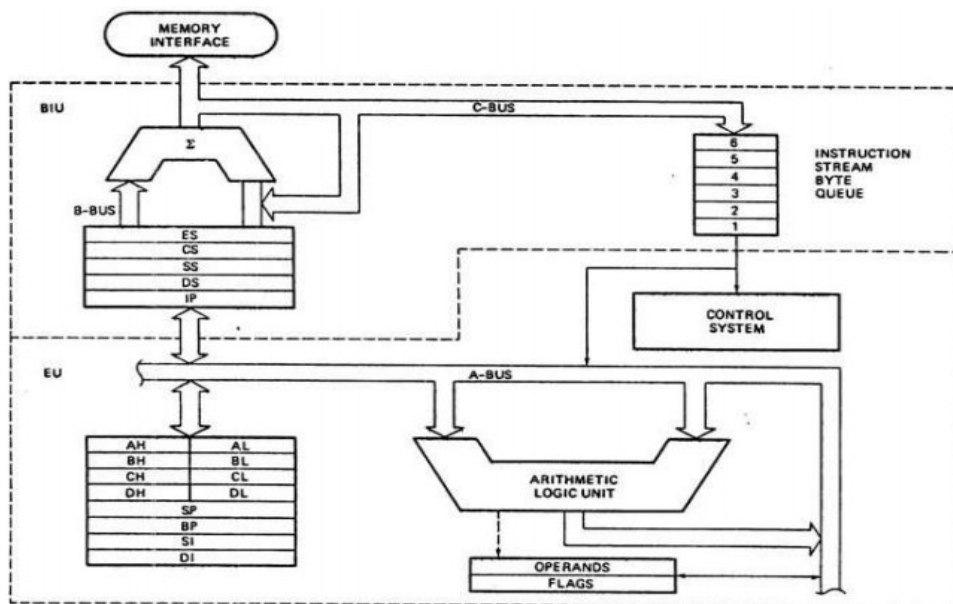 MEMORY
INTERFACE
BIU
C-BUS
Σ
B-BUS
6
5
4
3
2
1
INSTRUCTION
STREAM
BYTE
QUEUE
ES
CS
SS
DS
IP
CONTROL
SYSTEM
EU
A-BUS
AH AL
BH BL
CH CL
DH DL
SP
BP
SI
DI
ARITHMETIC
LOGIC UNIT
OPERANDS
FLAGS